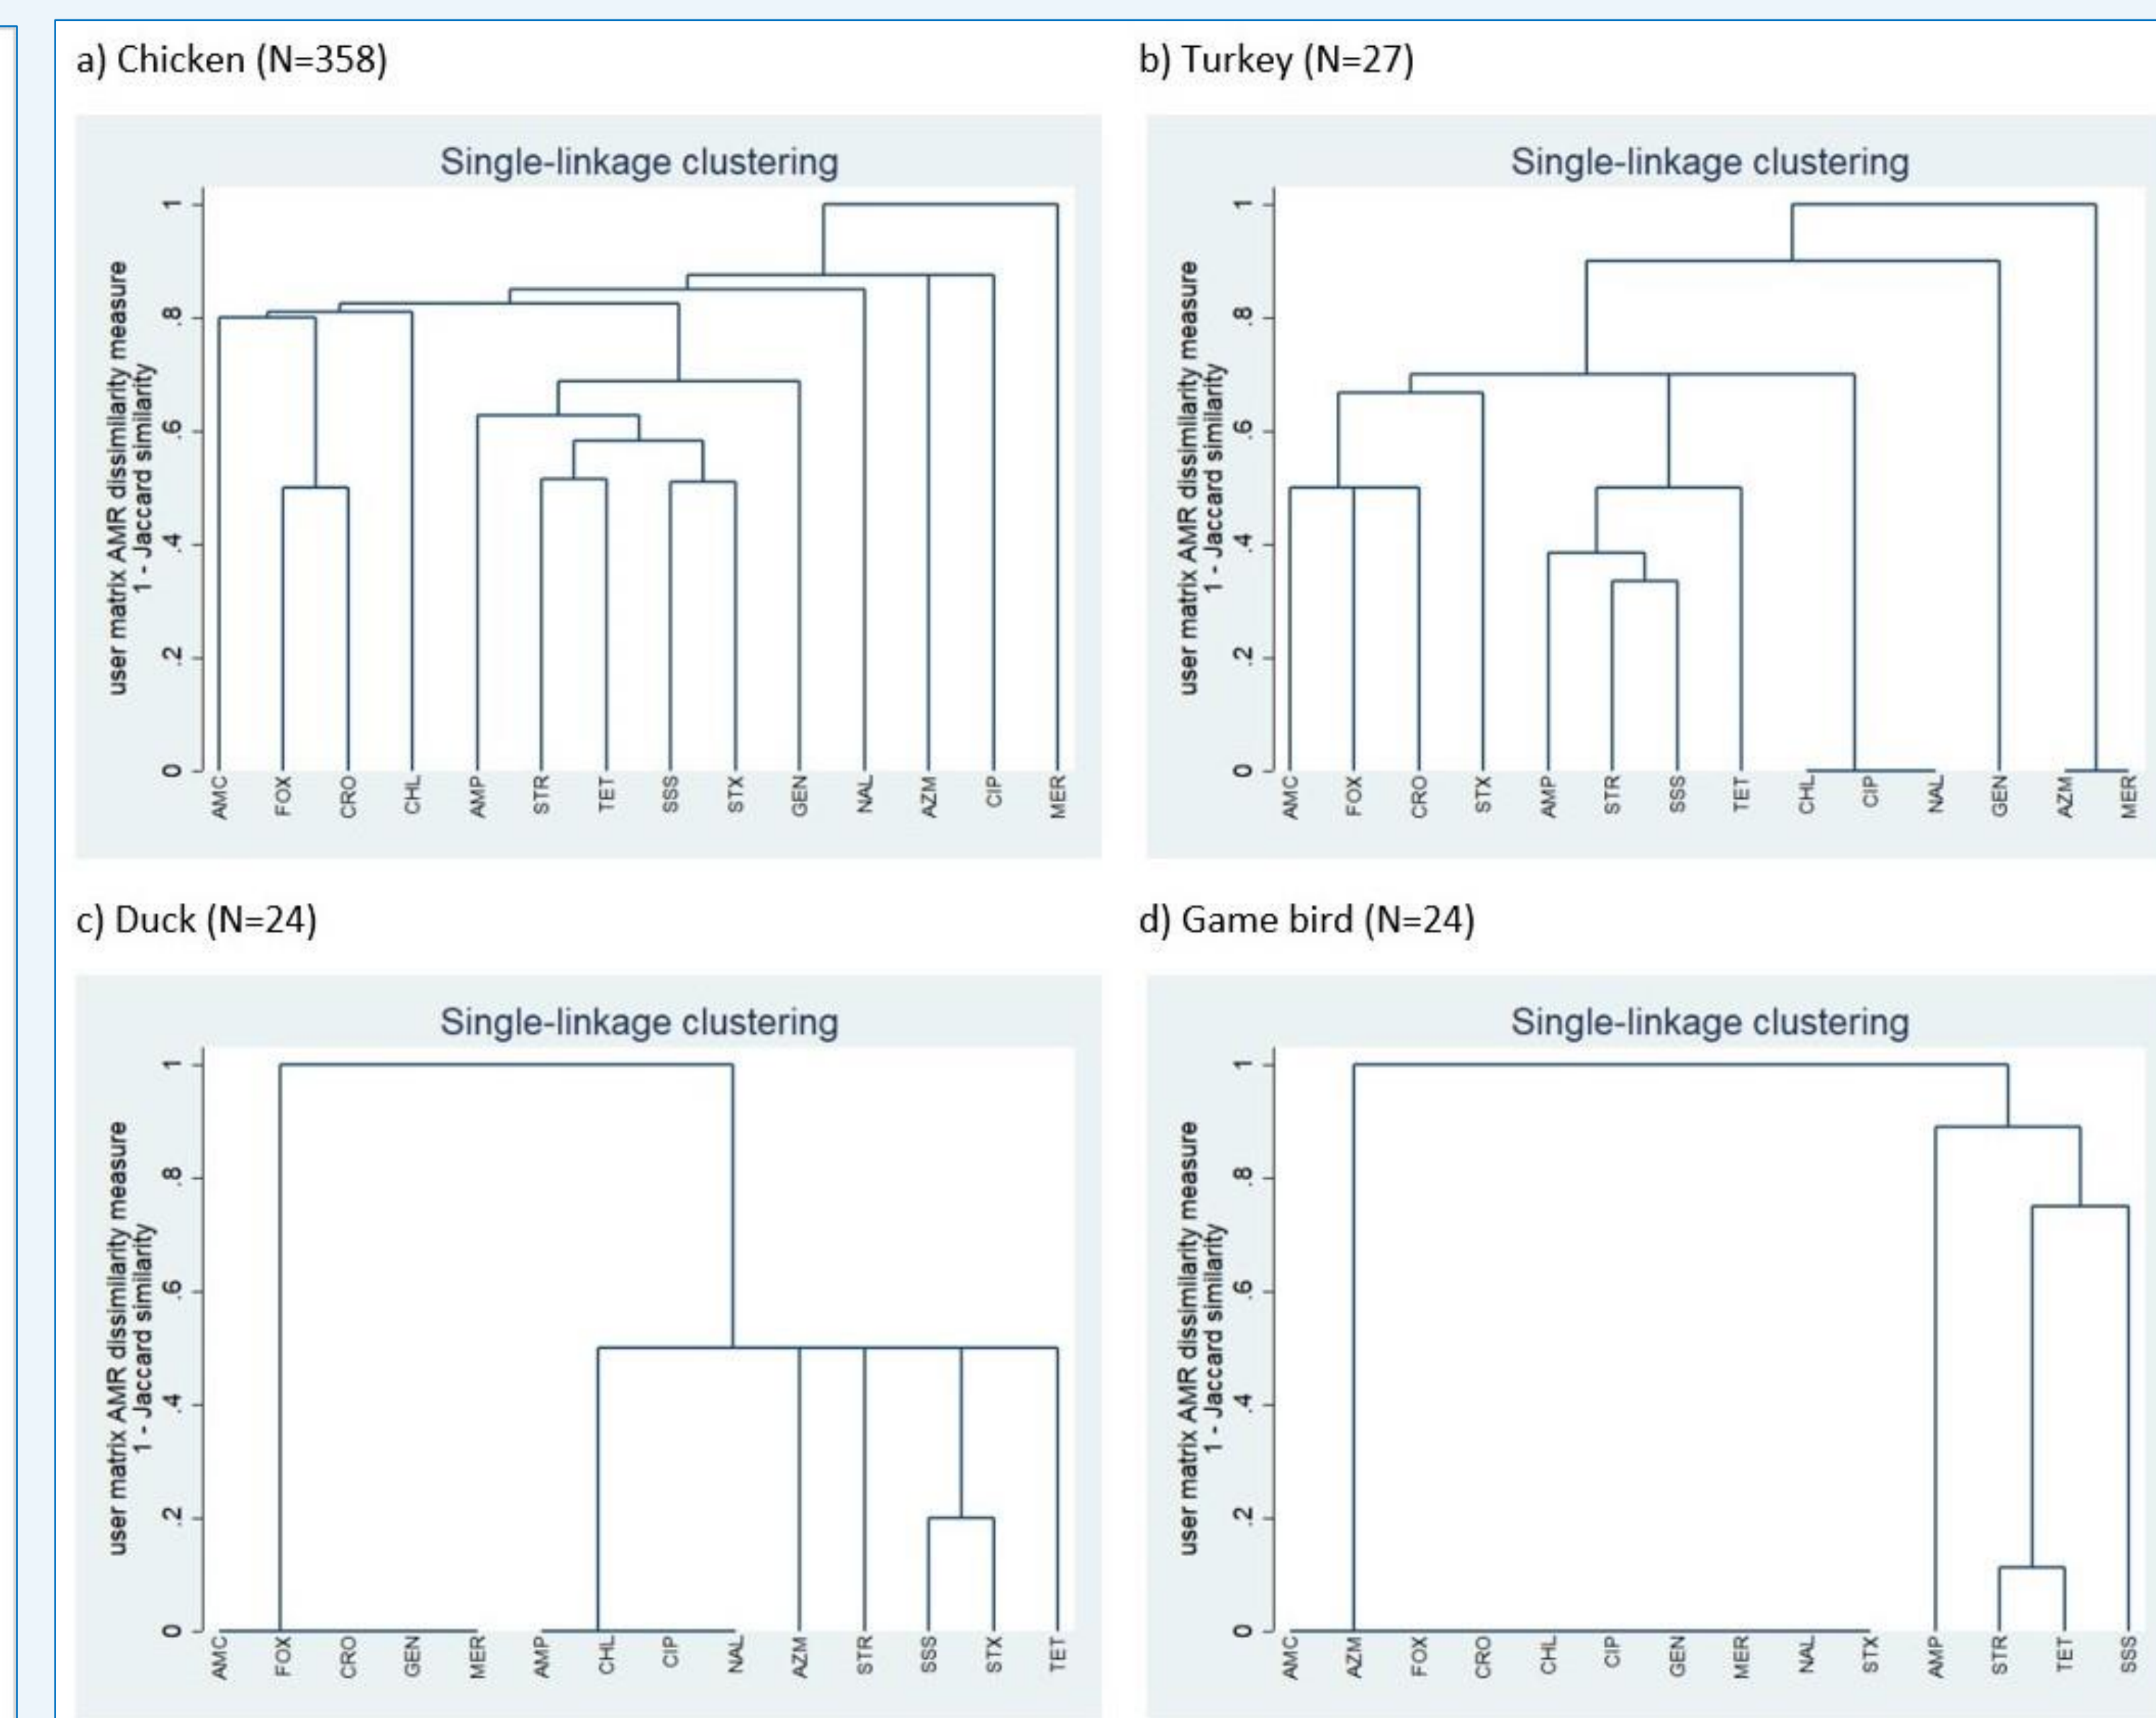 a) Chicken (N=358)
Single-linkage clustering
user matrix AMR dissimilarity measure
1 - Jaccard similarity
1
.8
.6
.4
.2
0
AMC FOX CRO CHL AMP STR TET SSS STX GEN NAL AZM CIP MER
b) Turkey (N=27)
Single-linkage clustering
user matrix AMR dissimilarity measure
1 - Jaccard similarity
1
.8
.6
.4
.2
0
AMC FOX CRO STX AMP STR SSS TET CHL CIP NAL GEN AZM MER
c) Duck (N=24)
Single-linkage clustering
user matrix AMR dissimilarity measure
1 - Jaccard similarity
1
.8
.6
.4
.2
0
AMC FOX CRO GEN MER AMP CHL CIP NAL AZM STR SSS STX TET
d) Game bird (N=24)
Single-linkage clustering
user matrix AMR dissimilarity measure
1 - Jaccard similarity
1
.8
.6
.4
.2
0
AMC AZM FOX CRO CHL CIP GEN MER NAL STX AMP STR TET SSS